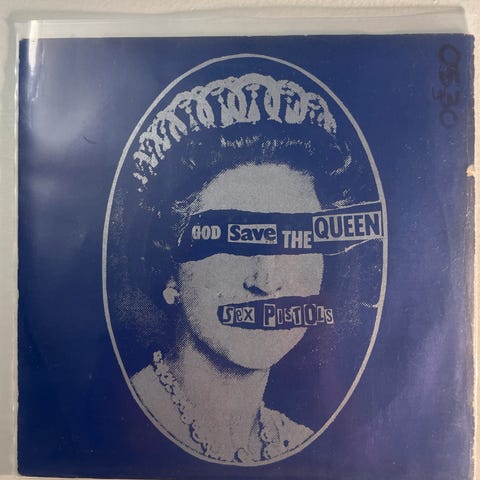 GOD Save THE QUEEN
SEX PISTOLS